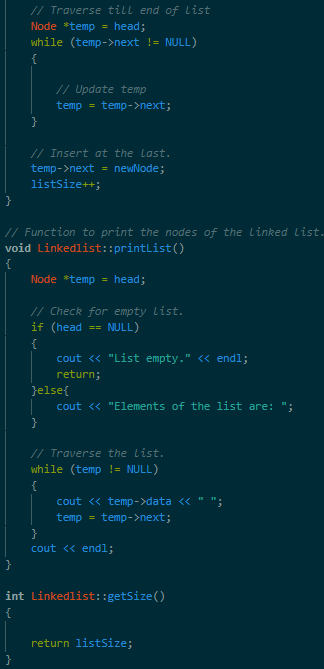 // Traverse till end of list
Node *temp = head;
while (temp->next != NULL)
{
// Update temp
temp = temp->next;
}
// Insert at the last.
temp->next = newNode;
listSize++;
}
// Function to print the nodes of the linked list.
void Linkedlist::printList()
{
Node *temp = head;
// Check for empty list.
if (head == NULL)
{
cout << "List empty." << endl;
return;
}else{
cout << "Elements of the list are: ";
}
// Traverse the list.
while (temp != NULL)
{
cout << temp->data << " ";
temp = temp->next;
}
cout << endl;
}
int Linkedlist::getSize()
{
return listSize;
}